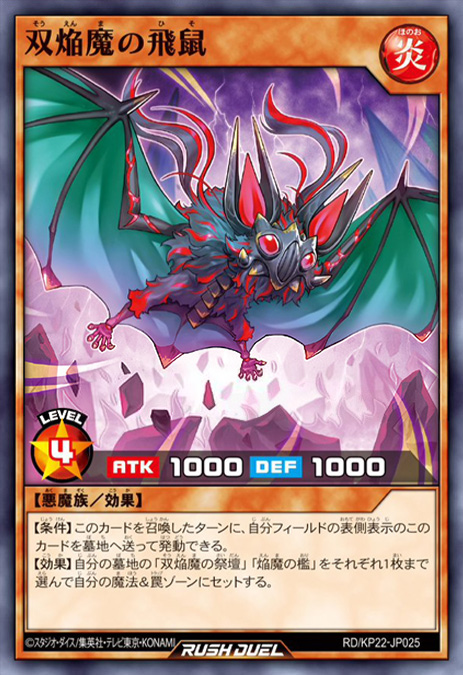 双焔魔の飛鼠
炎
LEVEL
4
ATK 1000 DEF 1000
【悪魔族/効果】
【条件】このカードを召喚したターンに、自分フィールドの表側表示のこの
カードを墓地へ送って発動できる。
【効果】自分の墓地の「双焔魔の祭壇」「焔魔の檻」をそれぞれ1枚まで
選んで自分の魔法&罠ゾーンにセットする。
©スタジオ・ダイス/集英社・テレビ東京・KONAMI
RUSH DUEL
RD/KP22-JP025